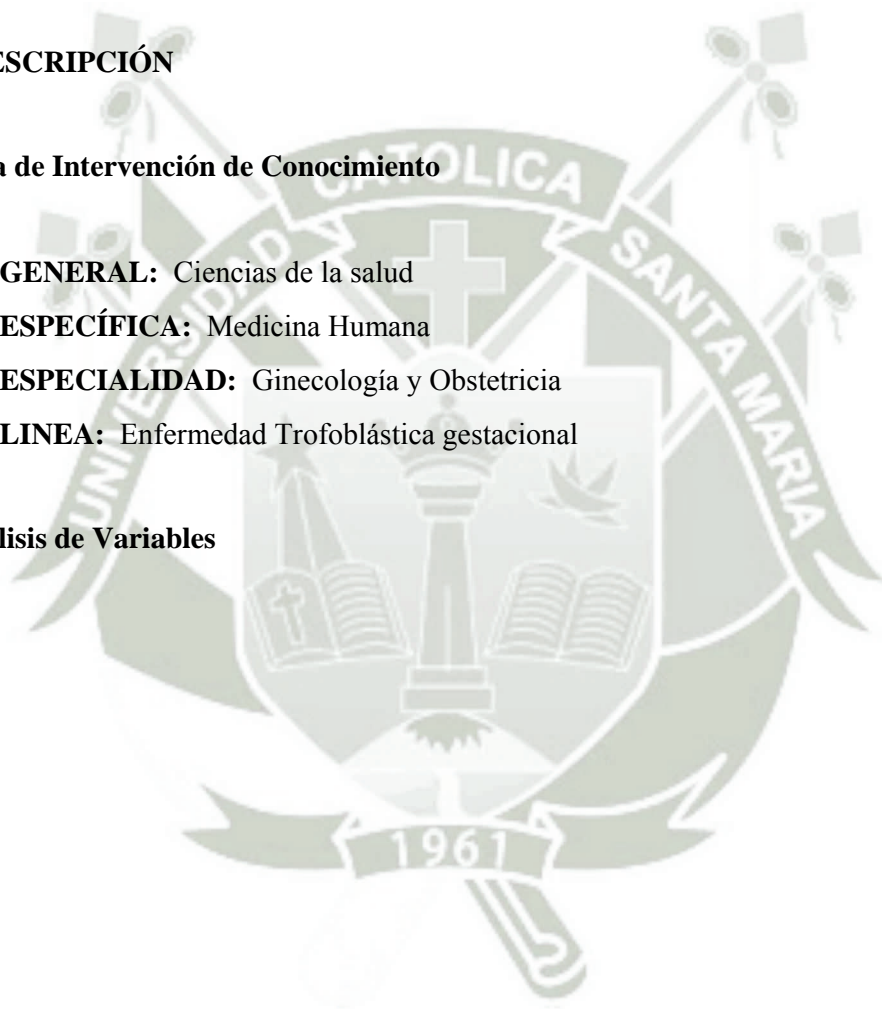 ESCRIPCIÓN
a de Intervención de Conocimiento
GENERAL: Ciencias de la salud
ESPECÍFICA: Medicina Humana
ESPECIALIDAD: Ginecología y Obstetricia
LINEA: Enfermedad Trofoblástica gestacional
lisis de Variables
UNIVERSIDAD CATOLICA SANTA MARIA
1961